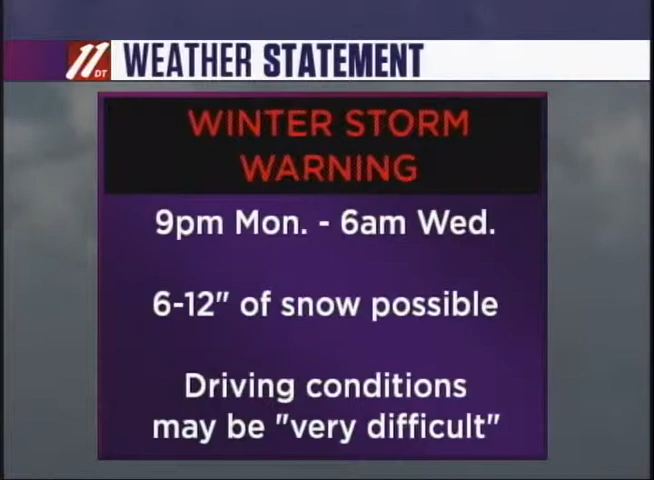 11 DT WEATHER STATEMENT
WINTER STORM
WARNING
9pm Mon. - 6am Wed.
6-12" of snow possible
Driving conditions
may be "very difficult"